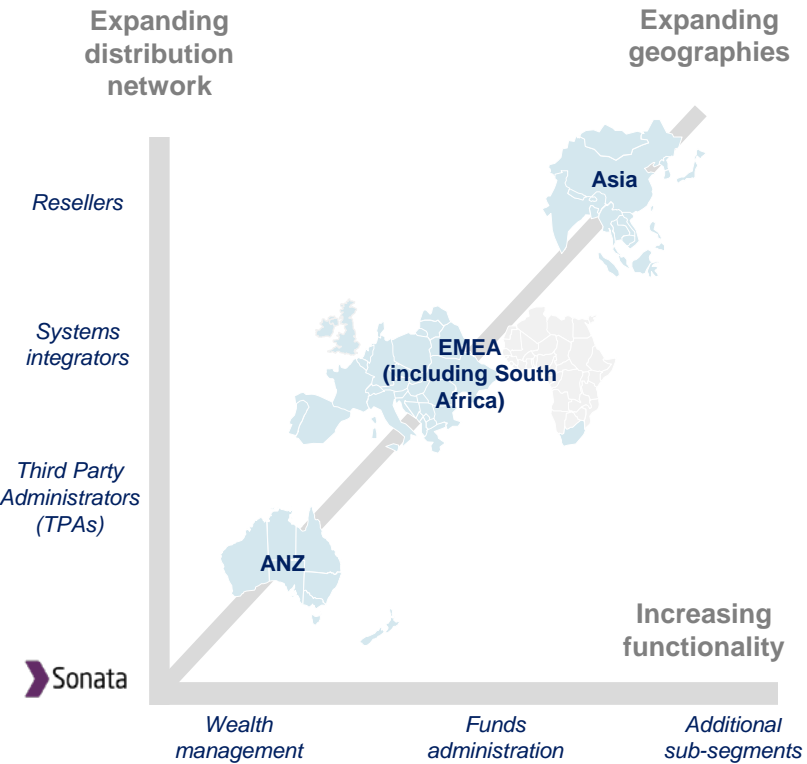 Expanding
distribution
network
Expanding
geographies
Asia
Resellers
Systems
integrators
EMEA
(including South
Africa)
Third Party
Administrators
(TPAs)
ANZ
Increasing
functionality
Sonata
Wealth
management
Funds
administration
Additional
sub-segments